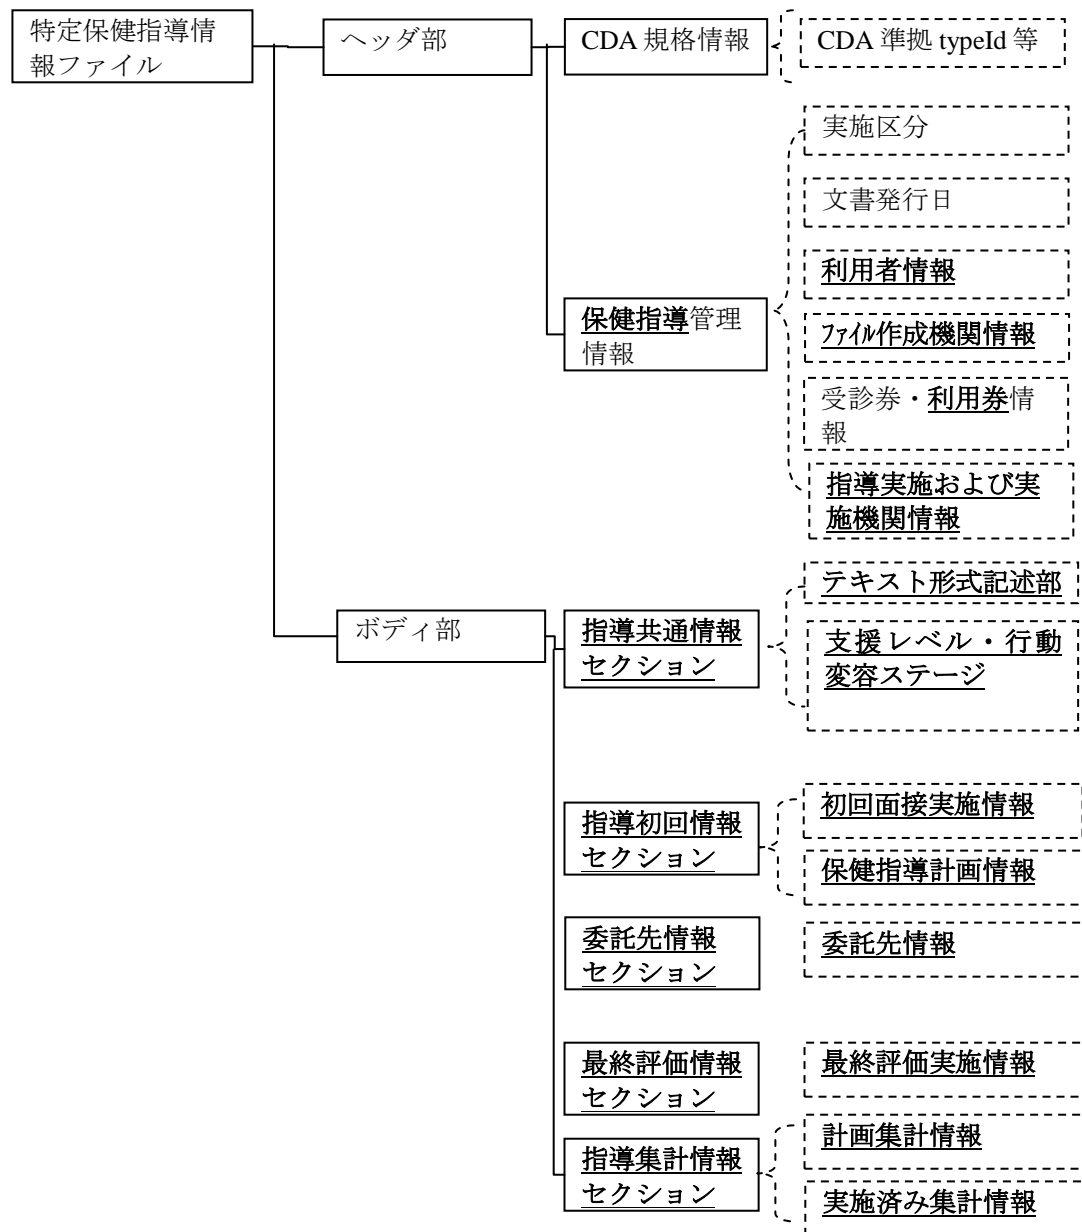 特定保健指導情
報ファイル
ヘッダ部
CDA 規格情報
CDA 準拠 typeId 等
実施区分
文書発行日
利用者情報
保健指導管理
情報
ﾌｧｲﾙ作成機関情報
受診券・利用券情
報
指導実施および実
施機関情報
ボディ部
指導共通情報
セクション
テキスト形式記述部
支援レベル・行動
変容ステージ
指導初回情報
セクション
初回面接実施情報
保健指導計画情報
委託先情報
セクション
委託先情報
最終評価情報
セクション
最終評価実施情報
指導集計情報
セクション
計画集計情報
実施済み集計情報